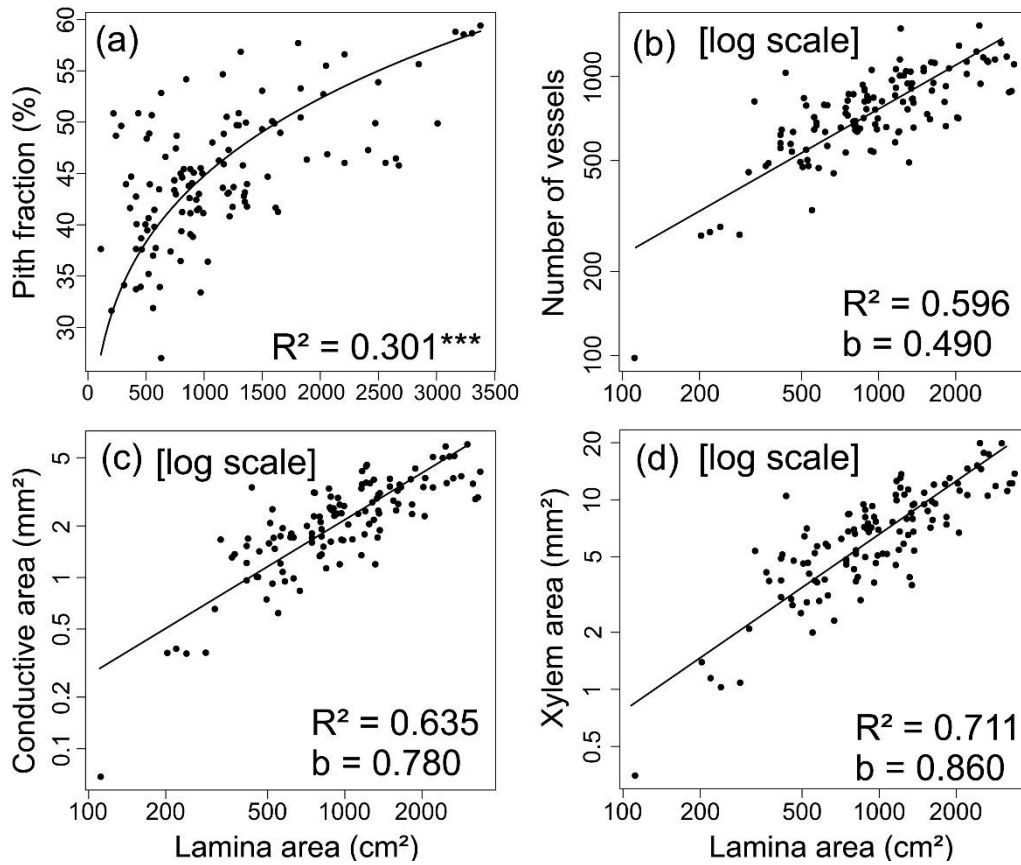 (a)
Pith fraction (%)
60
55
50
45
40
35
30
R² = 0.301***
0 500 1000 1500 2000 2500 3000 3500
(b) [log scale]
Number of vessels
1000
500
200
100
R² = 0.596
b = 0.490
100 500 1000 2000
(c) [log scale]
Conductive area (mm²)
5
2
1
0.5
0.2
0.1
R² = 0.635
b = 0.780
100 500 1000 2000
Lamina area (cm²)
(d) [log scale]
Xylem area (mm²)
20
10
5
2
1
0.5
R² = 0.711
b = 0.860
100 500 1000 2000
Lamina area (cm²)